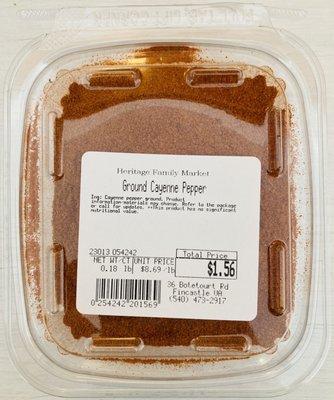 Heritage Family Market
Ground Cayenne Pepper
Ing: Cayenne pepper ground. Product
information/materials may change. Refer to the package
or call for updates. **This product has no significant
nutritional value.
23013 054242
NET WT/CT UNIT PRICE Total Price
0.18 lb $8.69/lb $1.56
36 Botetourt Rd
Fincastle VA
(540) 473-2917
0 254242 201569